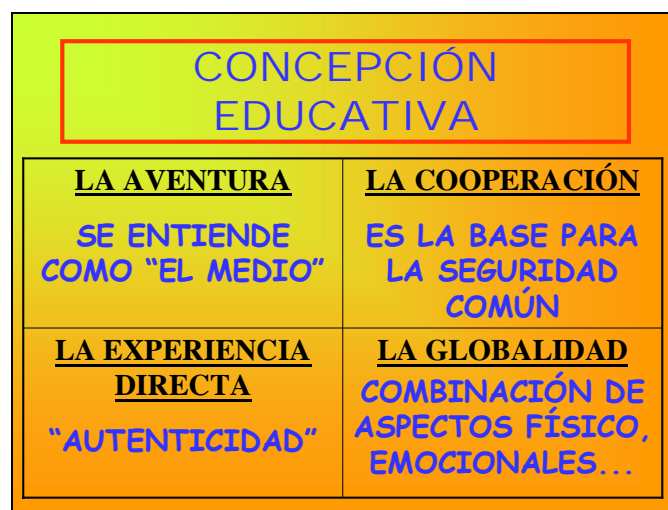 CONCEPCIÓN
EDUCATIVA
LA AVENTURA
SE ENTIENDE
COMO “EL MEDIO”
LA COOPERACIÓN
ES LA BASE PARA
LA SEGURIDAD
COMÚN
LA EXPERIENCIA
DIRECTA
“AUTENTICIDAD”
LA GLOBALIDAD
COMBINACIÓN DE
ASPECTOS FÍSICO,
EMOCIONALES...